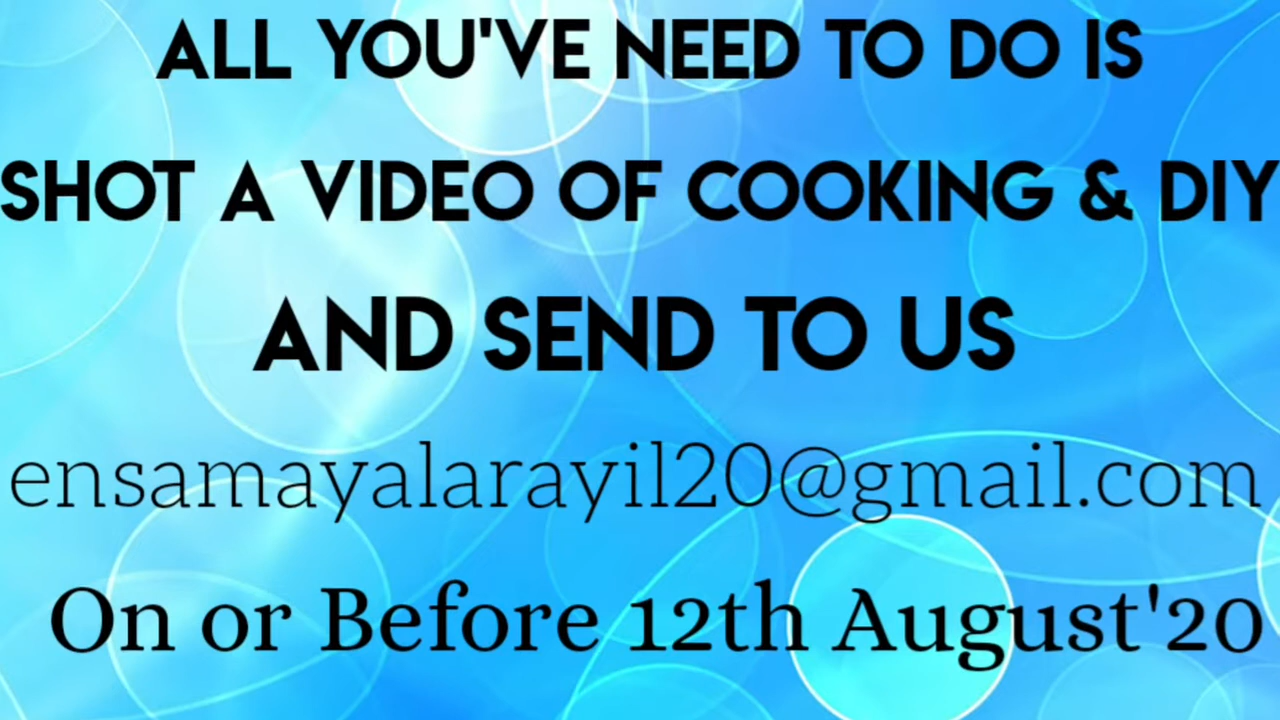 ALL YOU'VE NEED TO DO IS
SHOT A VIDEO OF COOKING & DIY
AND SEND TO US
ensamayalarayil20@gmail.com
On or Before 12th August'20